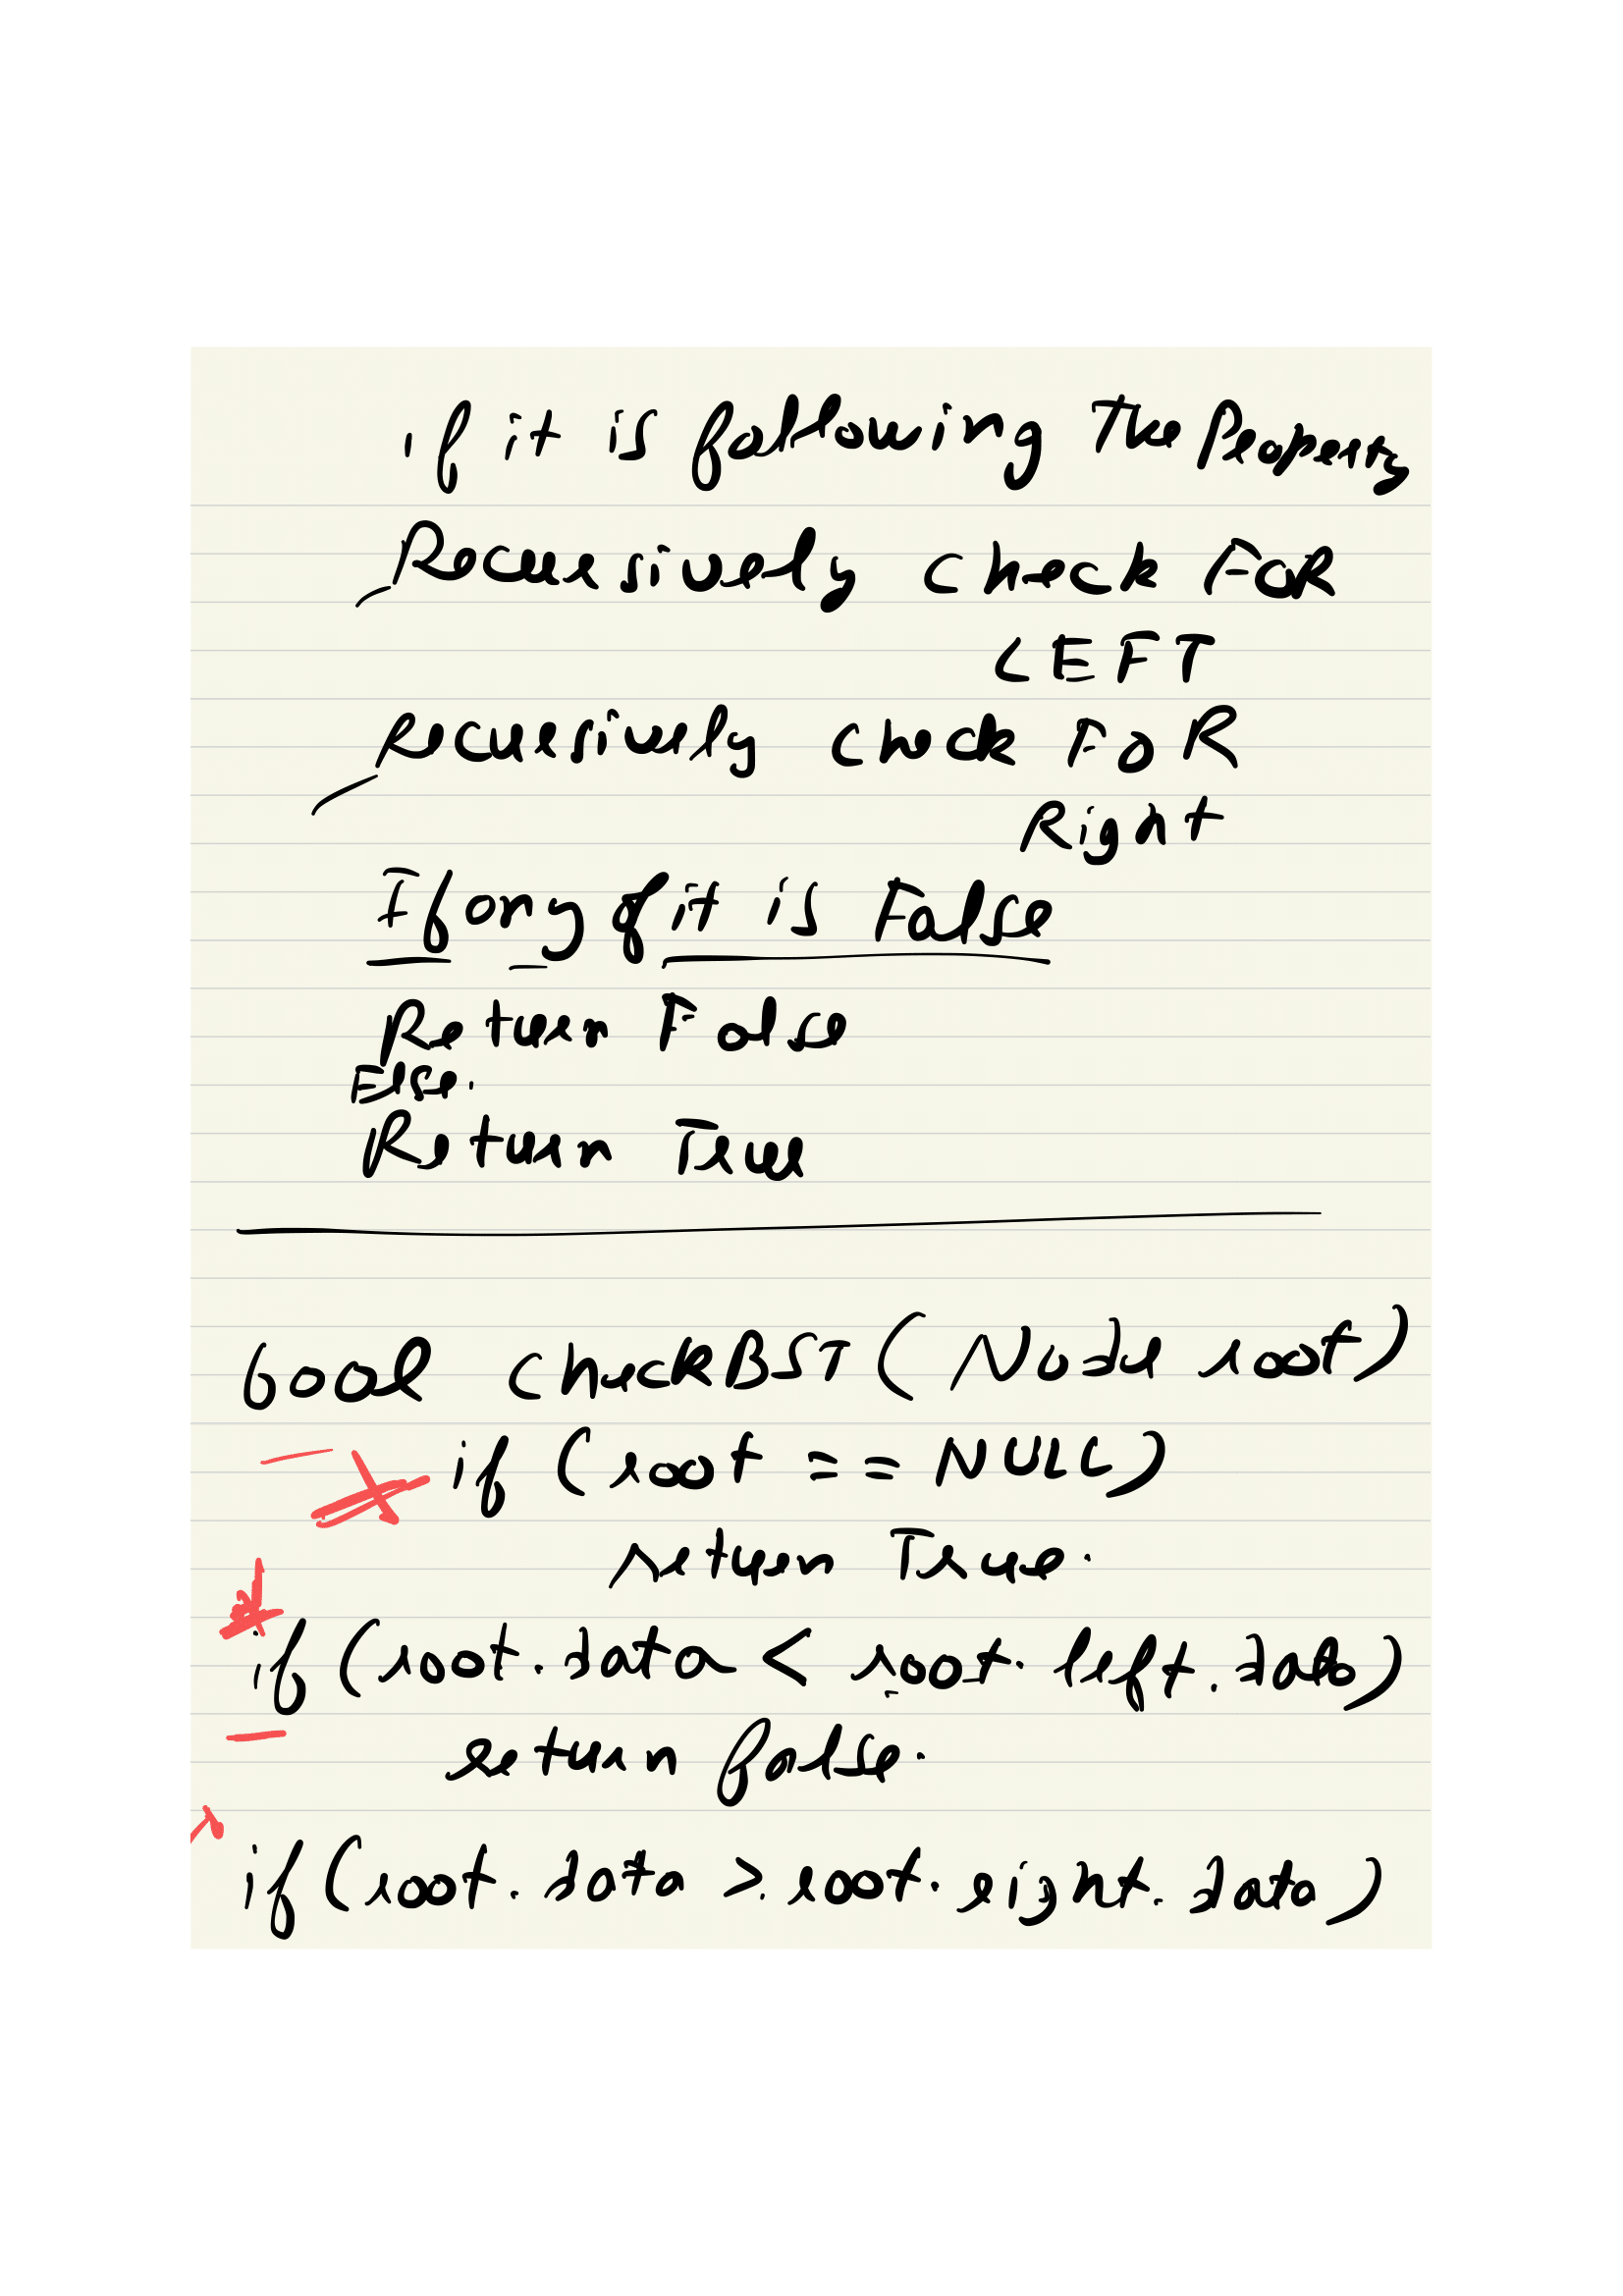 if it is following The Property
Recursively check FOR
LEFT
Recursively check FOR
Right
If any of it is False
Return False
Else.
Return True
bool checkBST (Node root)
if (root == NULL)
return True.
if (root.data < root.left.data)
return false.
if (root.data > root.right.data)